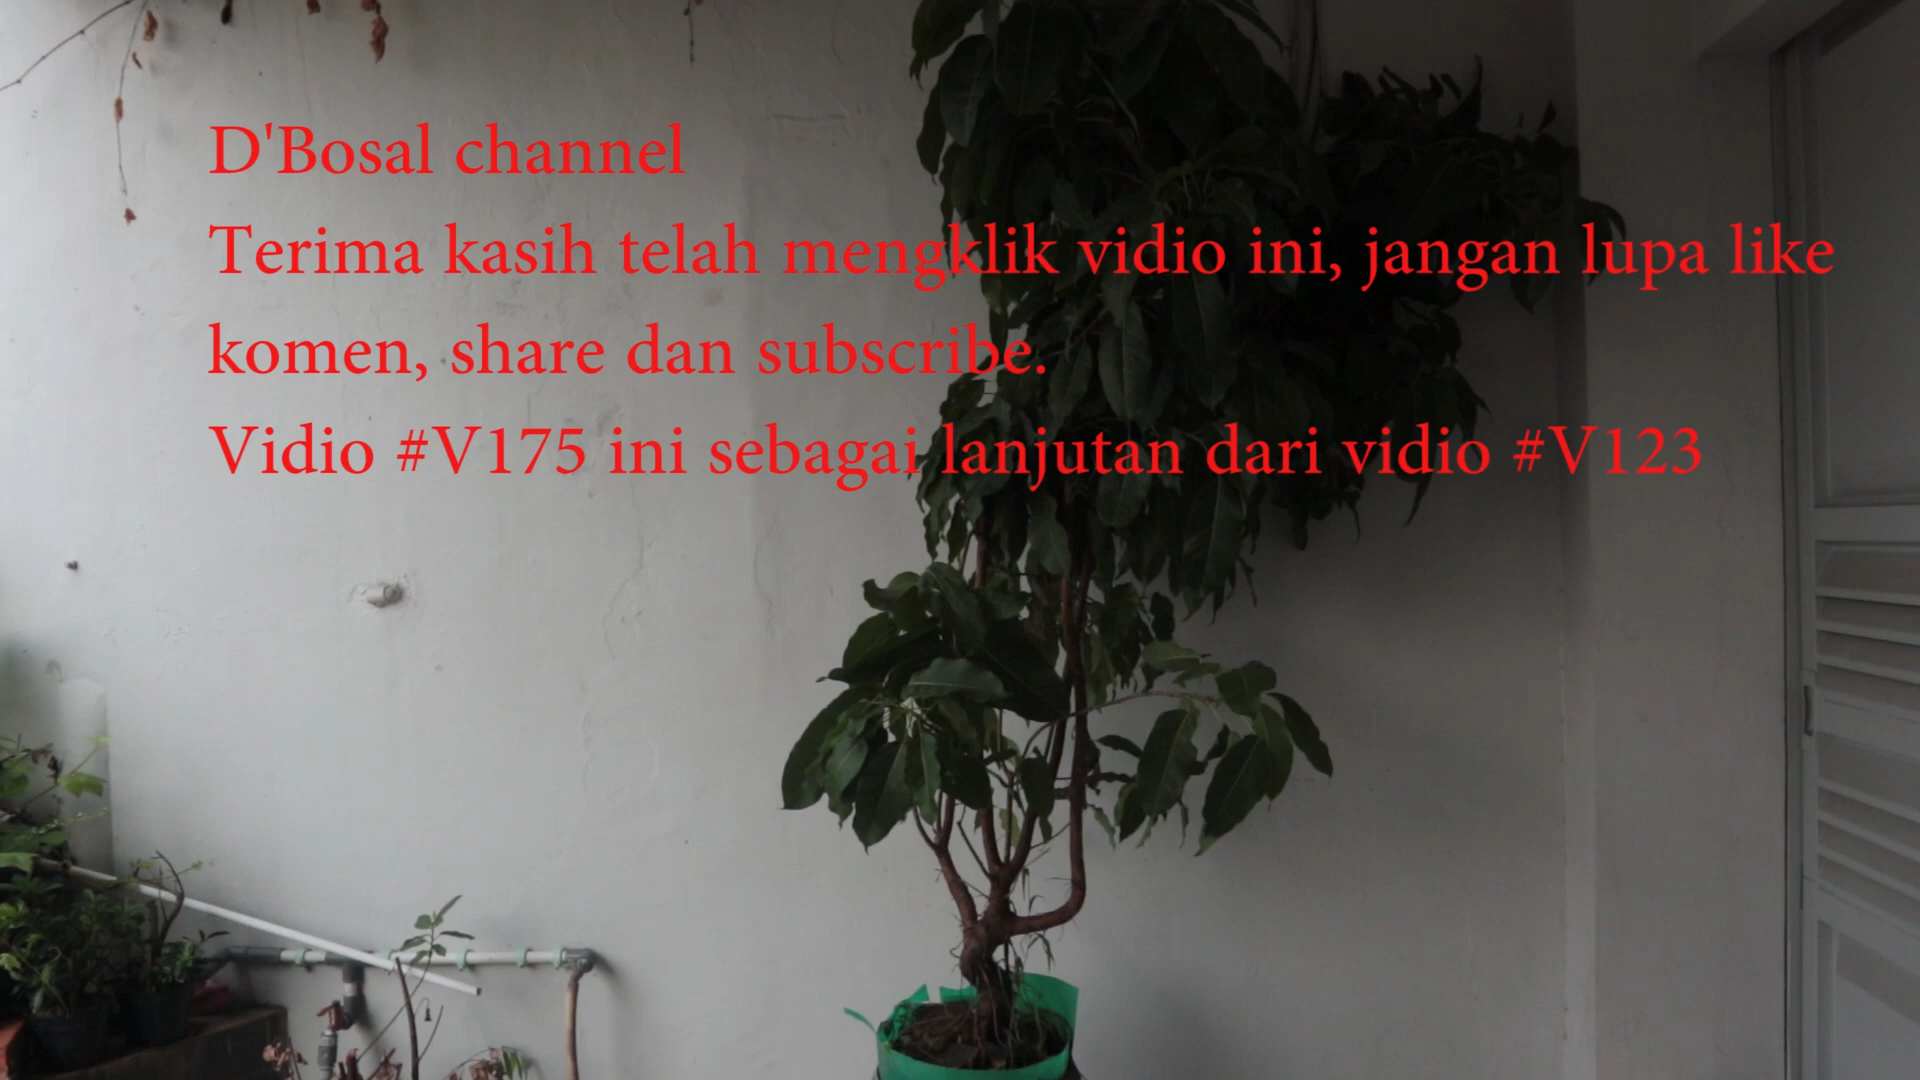 D'Bosal channel
Terima kasih telah mengklik vidio ini, jangan lupa like
komen, share dan subscribe.
Vidio #V175 ini sebagai lanjutan dari vidio #V123